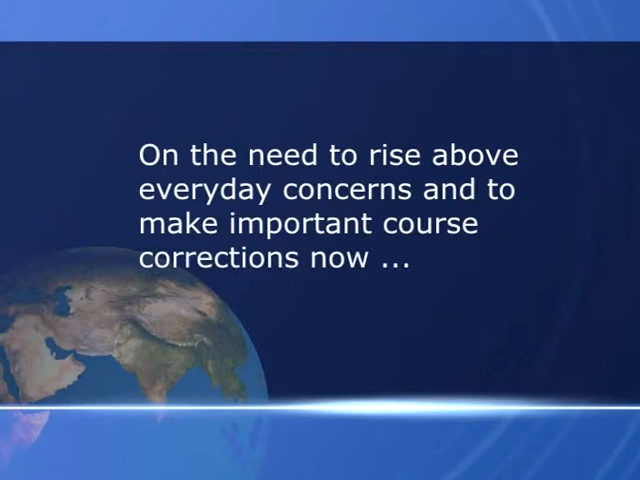 On the need to rise above
everyday concerns and to
make important course
corrections now ...